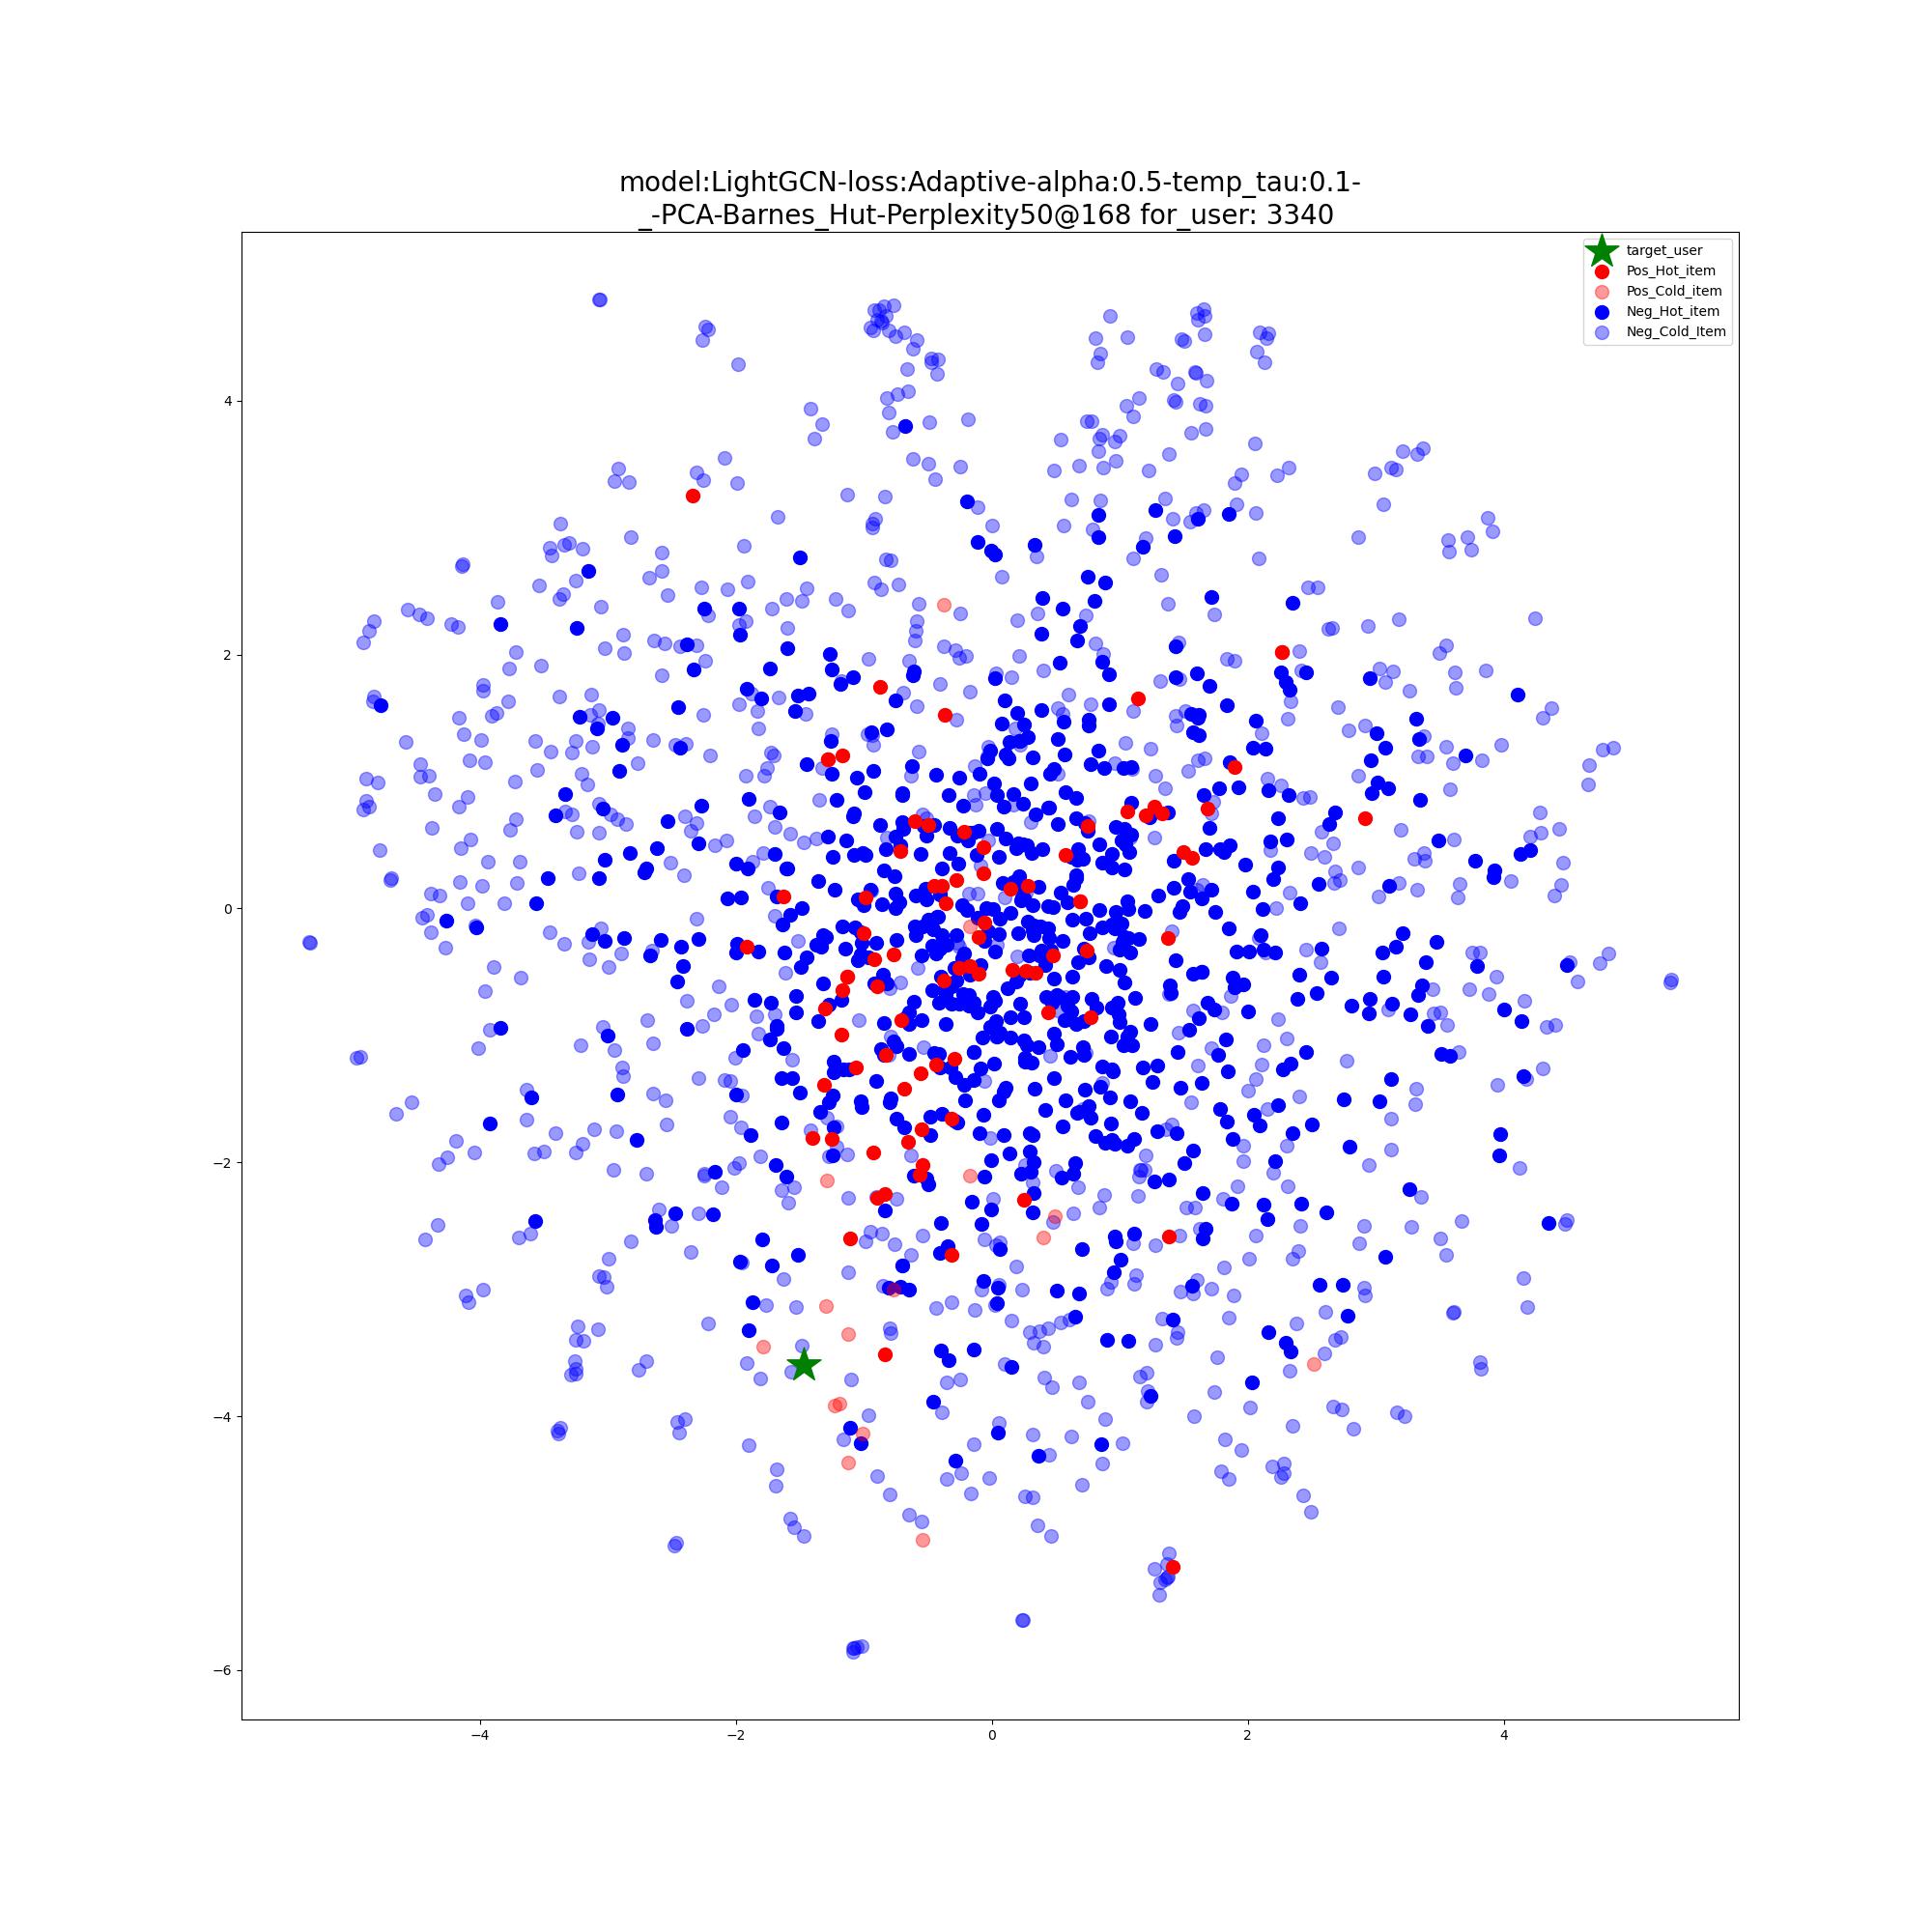 model:LightGCN-loss:Adaptive-alpha:0.5-temp_tau:0.1-
_-PCA-Barnes_Hut-Perplexity50@168 for_user: 3340
target_user
Pos_Hot_item
Pos_Cold_item
Neg_Hot_item
Neg_Cold_Item
4
2
0
−2
−4
−6
−4
−2
0
2
4